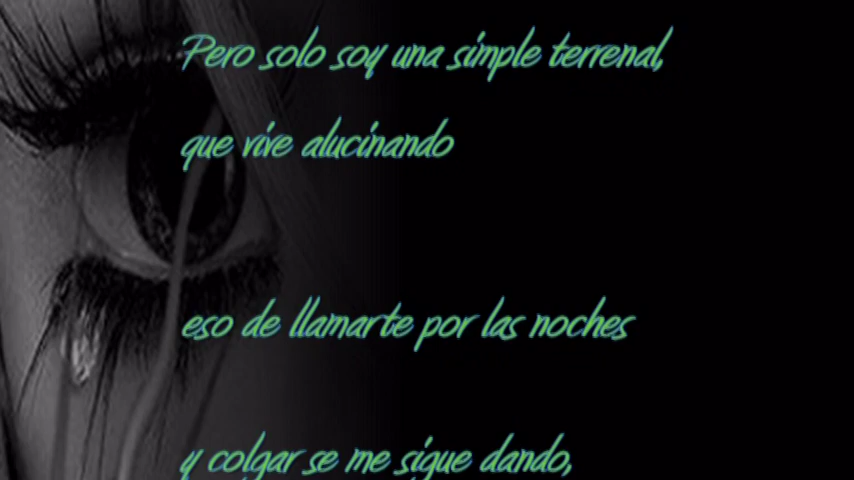 Pero solo soy una simple terrenal,
que vive alucinando
eso de llamarte por las noches
y colgar se me sigue dando,